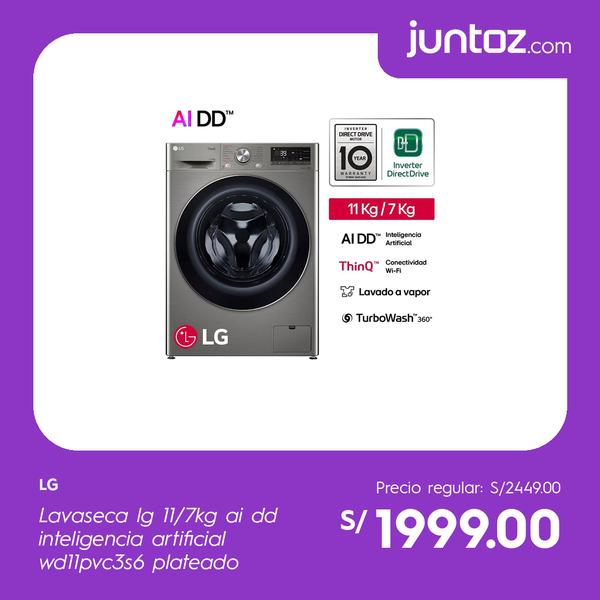 juntoz.com
AI DD™
INVERTER
DIRECT DRIVE
MOTOR
10 YEAR
WARRANTY
Inverter
DirectDrive
LG
11 Kg / 7 Kg
AI DD™ Inteligencia
Artificial
ThinQ™ Conectividad
Wi-Fi
Lavado a vapor
TurboWash™360°
LG
LG
Precio regular: S/2449.00
Lavaseca lg 11/7kg ai dd
inteligencia artificial
wd11pvc3s6 plateado
S/ 1999.00